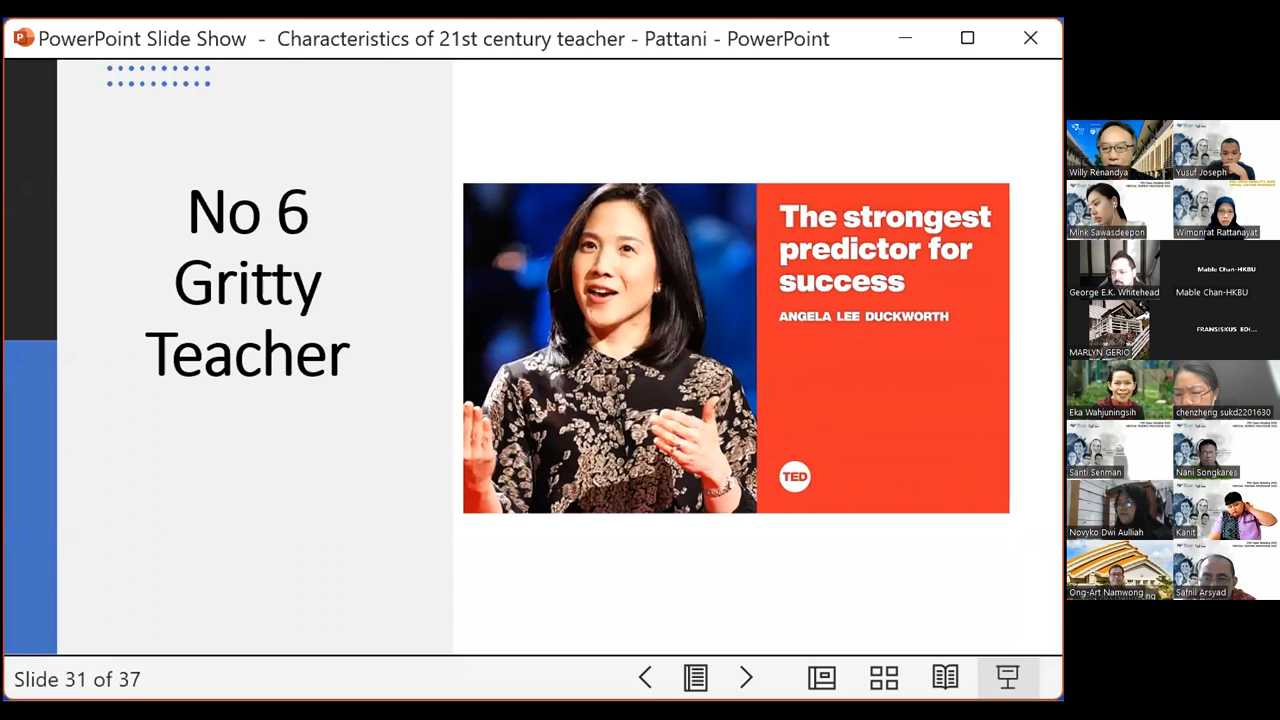 PowerPoint Slide Show - Characteristics of 21st century teacher - Pattani - PowerPoint
No 6
Gritty
Teacher
The strongest
predictor for
success
ANGELA LEE DUCKWORTH
TED
Slide 31 of 37
Willy Renandya
Yusuf Joseph
Mink Sawasdeepon
Wimonrat Rattanayat
George E.K. Whitehead
Mable Chan-HKBU
Mable Chan-HKBU
MARLYN GERIO
FRANSISKUS EDI...
Eka Wahjuningsih
chenzheng sukd2201630
Santi Senman
Nani Songkares
Novyko Dwi Aulliah
Kanit
Ong-Art Namwong
Safnil Arsyad